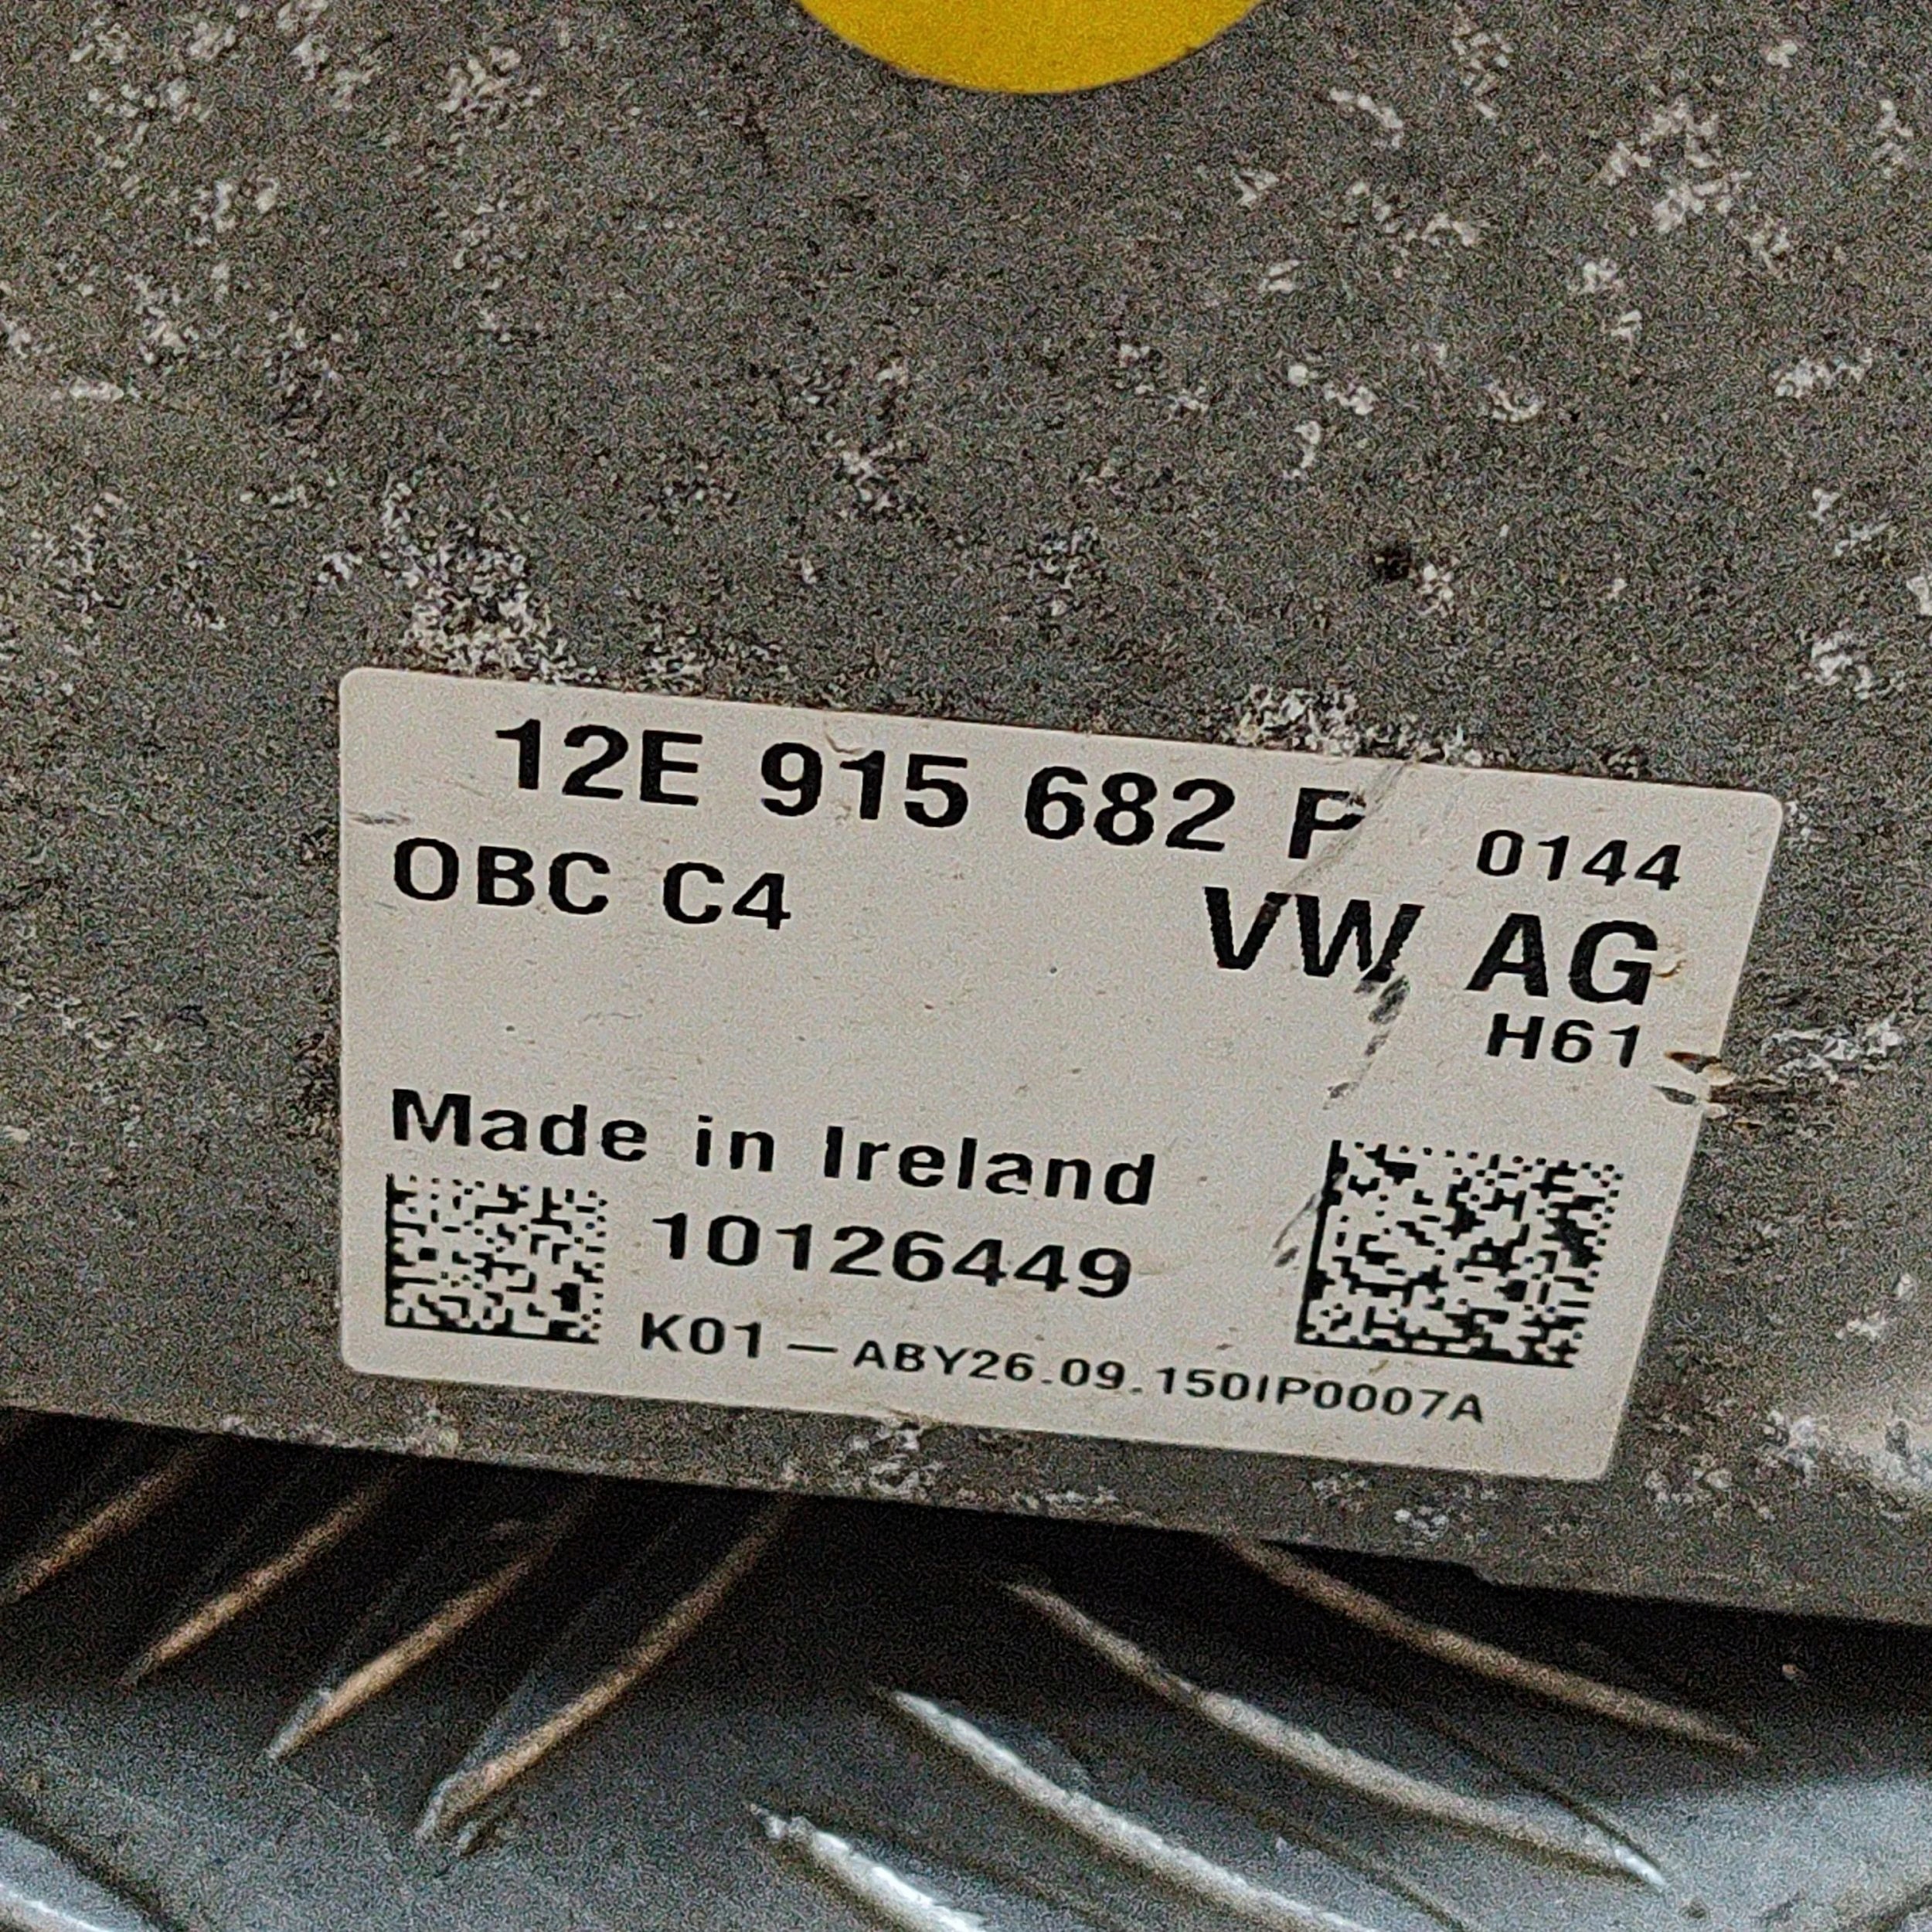 12E 915 682 P 0144
OBC C4 VW AG
H61
Made in Ireland
10126449
K01 — ABY26.09.150IP0007A